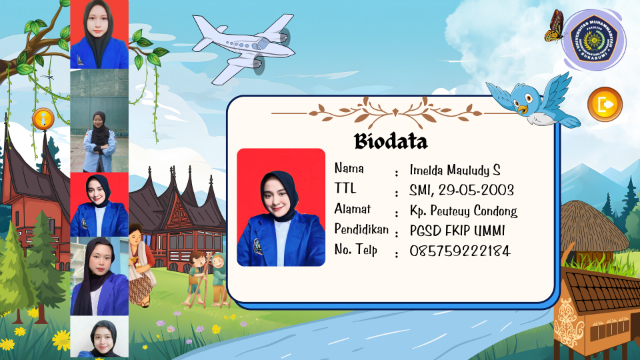 Biodata
Nama : Imelda Mauludy S
TTL : SMI, 29-05-2003
Alamat : Kp. Peuteuy Condong
Pendidikan : PGSD FKIP UMMI
No. Telp : 085759222184